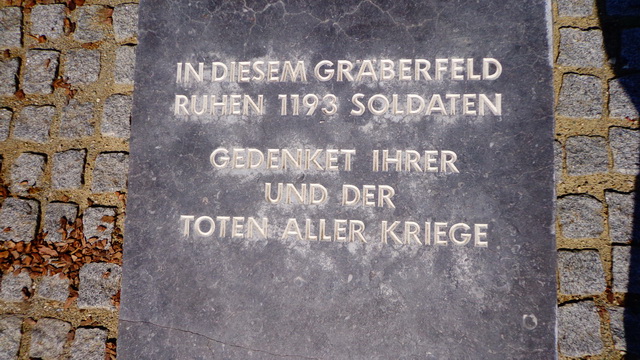 IN DIESEM GRÄBERFELD
RUHEN 1193 SOLDATEN
GEDENKET IHRER
UND DER
TOTEN ALLER KRIEGE